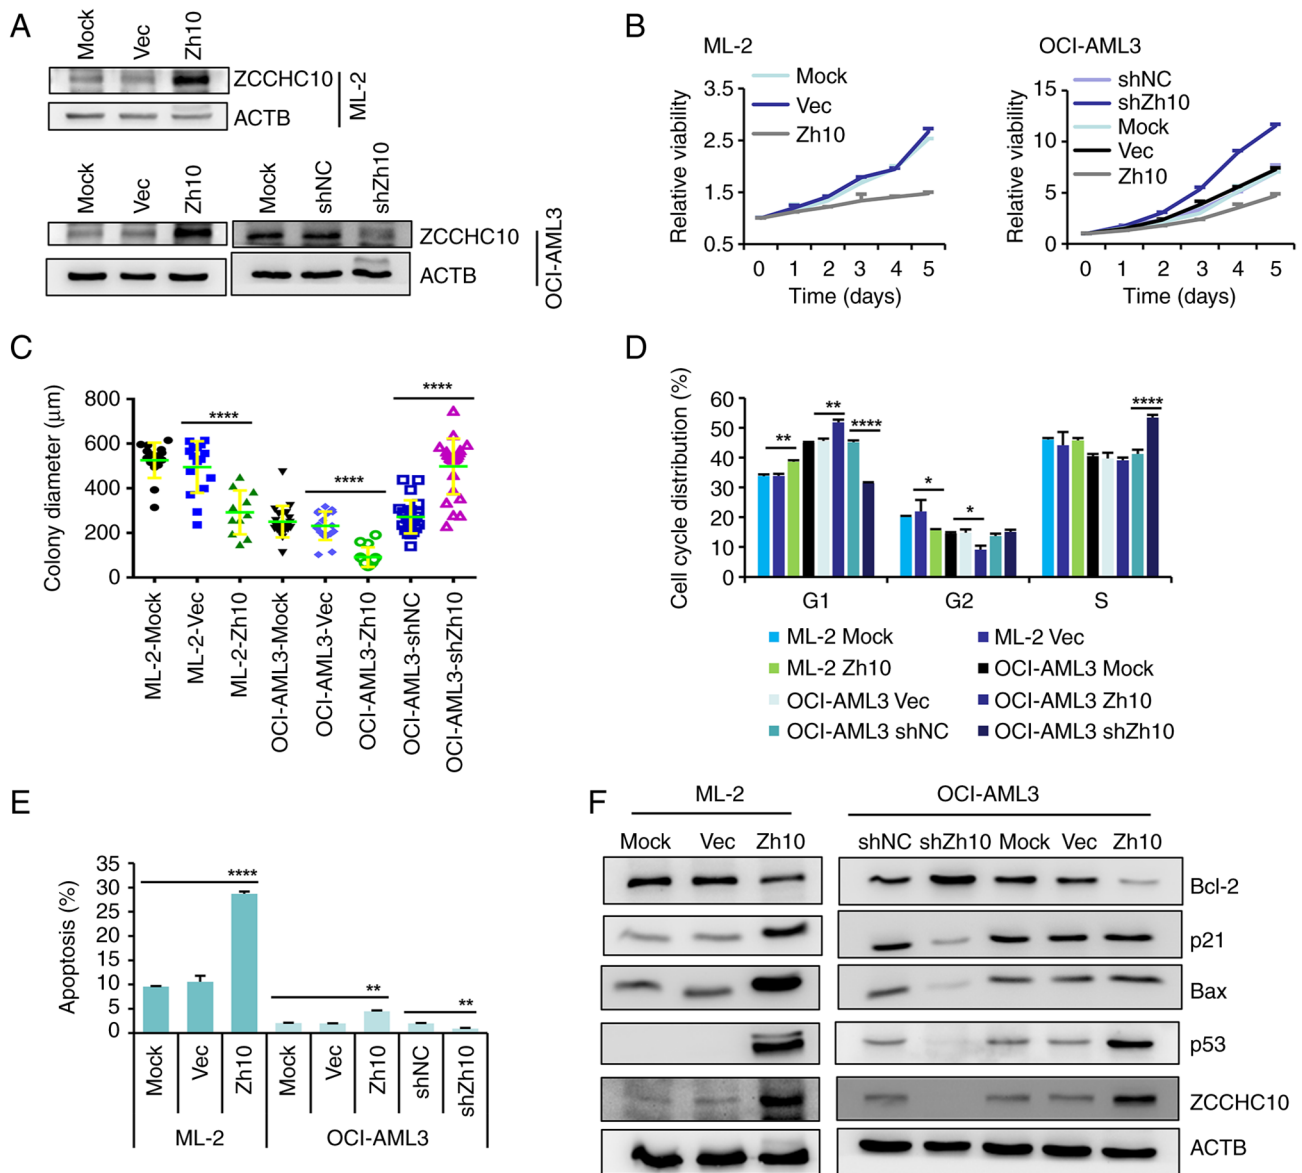 A
Mock
Vec
Zh10
ZCCHC10
ACTB
ML-2
Mock
Vec
Zh10
Mock
shNC
shZh10
ZCCHC10
ACTB
OCI-AML3
B
ML-2
Mock
Vec
Zh10
Relative viability
3.5
2.5
1.5
0.5
0 1 2 3 4 5
Time (days)
OCI-AML3
shNC
shZh10
Mock
Vec
Zh10
Relative viability
15
10
5
0
0 1 2 3 4 5
Time (days)
C
Colony diameter (µm)
800
600
400
200
0
****
****
****
ML-2-Mock
ML-2-Vec
ML-2-Zh10
OCI-AML3-Mock
OCI-AML3-Vec
OCI-AML3-Zh10
OCI-AML3-shNC
OCI-AML3-shZh10
D
Cell cycle distribution (%)
60
50
40
30
20
10
0
**
**
****
*
*
****
G1 G2 S
ML-2 Mock ML-2 Vec
ML-2 Zh10 OCI-AML3 Mock
OCI-AML3 Vec OCI-AML3 Zh10
OCI-AML3 shNC OCI-AML3 shZh10
E
Apoptosis (%)
35
30
25
20
15
10
5
0
****
**
**
Mock
Vec
Zh10
Mock
Vec
Zh10
shNC
shZh10
ML-2 OCI-AML3
F
ML-2 OCI-AML3
Mock Vec Zh10 shNC shZh10 Mock Vec Zh10
Bcl-2
p21
Bax
p53
ZCCHC10
ACTB